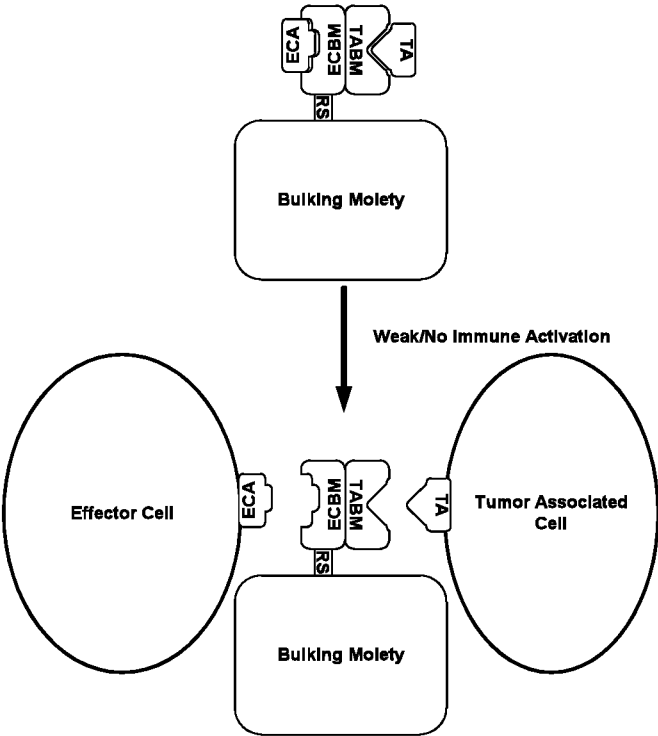 ECA
ECBM
TABM
TA
RS
Bulking Moiety
Weak/No Immune Activation
Effector Cell
ECA
ECBM
TABM
TA
Tumor Associated
Cell
RS
Bulking Moiety